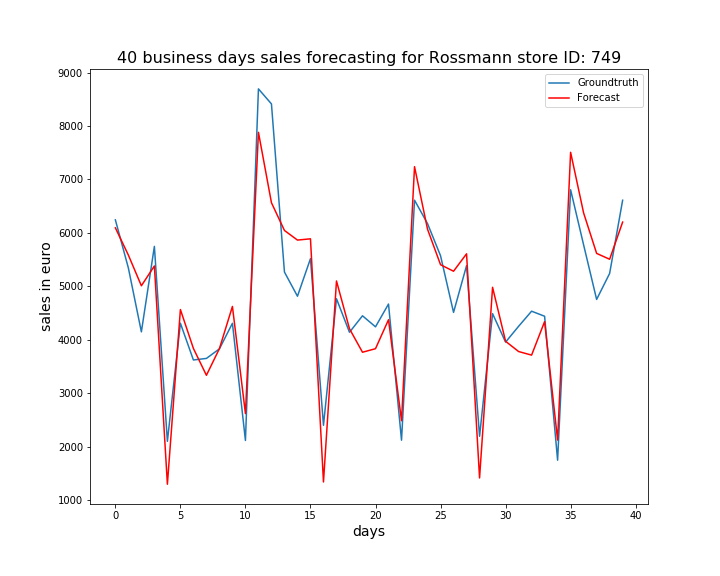 40 business days sales forecasting for Rossmann store ID: 749
Groundtruth
Forecast
sales in euro
9000
8000
7000
6000
5000
4000
3000
2000
1000
0 5 10 15 20 25 30 35 40
days